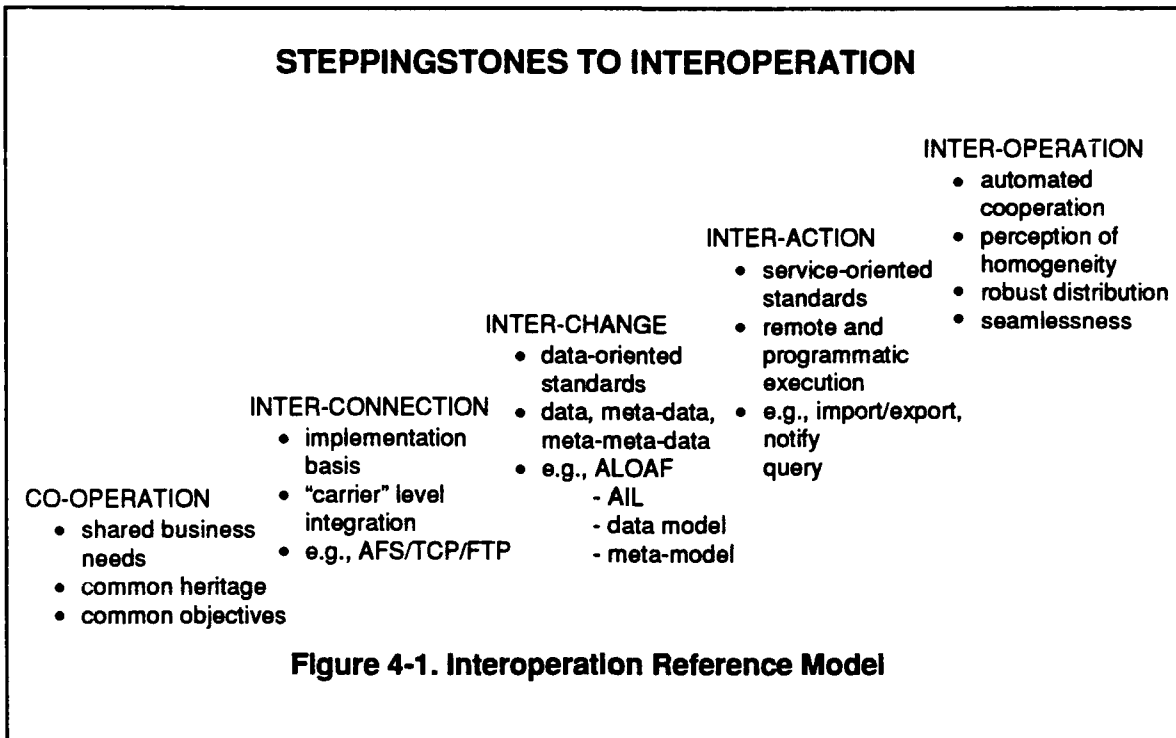 STEPPINGSTONES TO INTEROPERATION
CO-OPERATION
• shared business
needs
• common heritage
• common objectives
INTER-CONNECTION
• implementation
basis
• “carrier” level
integration
• e.g., AFS/TCP/FTP
INTER-CHANGE
• data-oriented
standards
• data, meta-data,
meta-meta-data
• e.g., ALOAF
- AIL
- data model
- meta-model
INTER-ACTION
• service-oriented
standards
• remote and
programmatic
execution
• e.g., import/export,
notify
query
INTER-OPERATION
• automated
cooperation
• perception of
homogeneity
• robust distribution
• seamlessness
Figure 4-1. Interoperation Reference Model